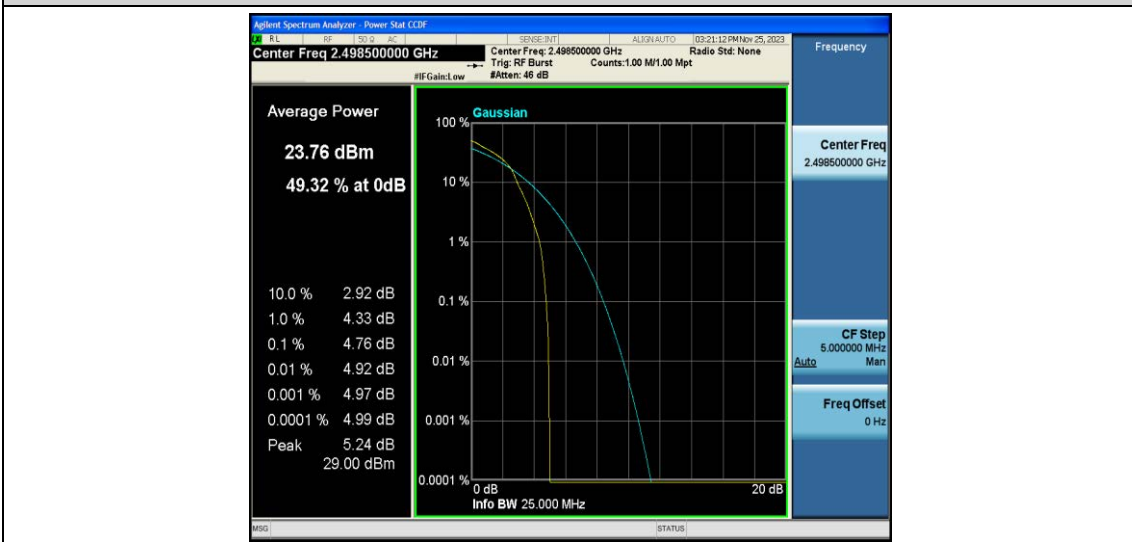 Agilent Spectrum Analyzer - Power Stat CCDF
RL RF 50 Ω AC SENSE:INT ALIGN AUTO 03:21:12 PM Nov 25, 2023
Center Freq 2.498500000 GHz
Center Freq: 2.498500000 GHz Radio Std: None
Trig: RF Burst Counts:1.00 M/1.00 Mpt
#IFGain:Low #Atten: 46 dB
Frequency
Average Power
23.76 dBm
49.32 % at 0dB
10.0 % 2.92 dB
1.0 % 4.33 dB
0.1 % 4.76 dB
0.01 % 4.92 dB
0.001 % 4.97 dB
0.0001 % 4.99 dB
Peak 5.24 dB
29.00 dBm
Gaussian
100 %
10 %
1 %
0.1 %
0.01 %
0.001 %
0.0001 %
0 dB 20 dB
Info BW 25.000 MHz
Center Freq
2.498500000 GHz
CF Step
5.000000 MHz
Auto Man
Freq Offset
0 Hz
MSG STATUS